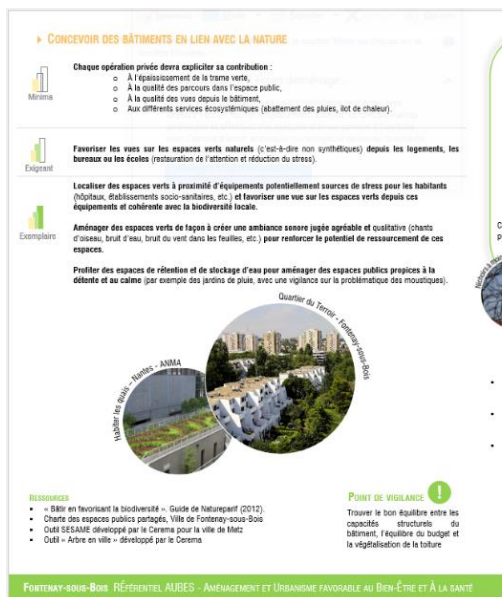 CONCEVOIR DES BÂTIMENTS EN LIEN AVEC LA NATURE
Minima
Chaque opération privée devra expliciter sa contribution :
o À l'épaississement de la trame verte,
o À la qualité des parcours dans l'espace public,
o À la qualité des vues depuis le bâtiment,
o Aux différents services écosystémiques (abattement des pluies, îlot de chaleur).
Exigeant
Favoriser les vues sur les espaces verts naturels (c'est-à-dire non synthétiques) depuis les logements, les
bureaux ou les écoles (restauration de l'attention et réduction du stress).
Exemplaire
Localiser des espaces verts à proximité d'équipements potentiellement sources de stress pour les habitants
(hôpitaux, établissements socio-sanitaires, etc.) et favoriser une vue sur les espaces verts depuis ces
équipements et cohérente avec la biodiversité locale.
Aménager des espaces verts de façon à créer une ambiance sonore jugée agréable et qualitative (chants
d'oiseau, bruit d'eau, bruit du vent dans les feuilles, etc.) pour renforcer le potentiel de ressourcement de ces
espaces.
Profiter des espaces de rétention et de stockage d'eau pour aménager des espaces publics propices à la
détente et au calme (par exemple des jardins de pluie, avec une vigilance sur la problématique des moustiques).
Habiter les quais – Nantes - ANMA
Quartier du Terroir - Fontenay-sous-Bois
RESSOURCES
• « Bâtir en favorisant la biodiversité ». Guide de Natureparif (2012).
• Charte des espaces publics partagés, Ville de Fontenay-sous-Bois
• Outil SESAME développé par le Cerema pour la ville de Metz
• Outil « Arbre en ville » développé par le Cerema
POINT DE VIGILANCE !
Trouver le bon équilibre entre les
capacités structurels du
bâtiment, l'équilibre du budget et
la végétalisation de la toiture
FONTENAY-SOUS-BOIS RÉFÉRENTIEL AUBES - AMÉNAGEMENT ET URBANISME FAVORABLE AU BIEN-ÊTRE ET À LA SANTÉ